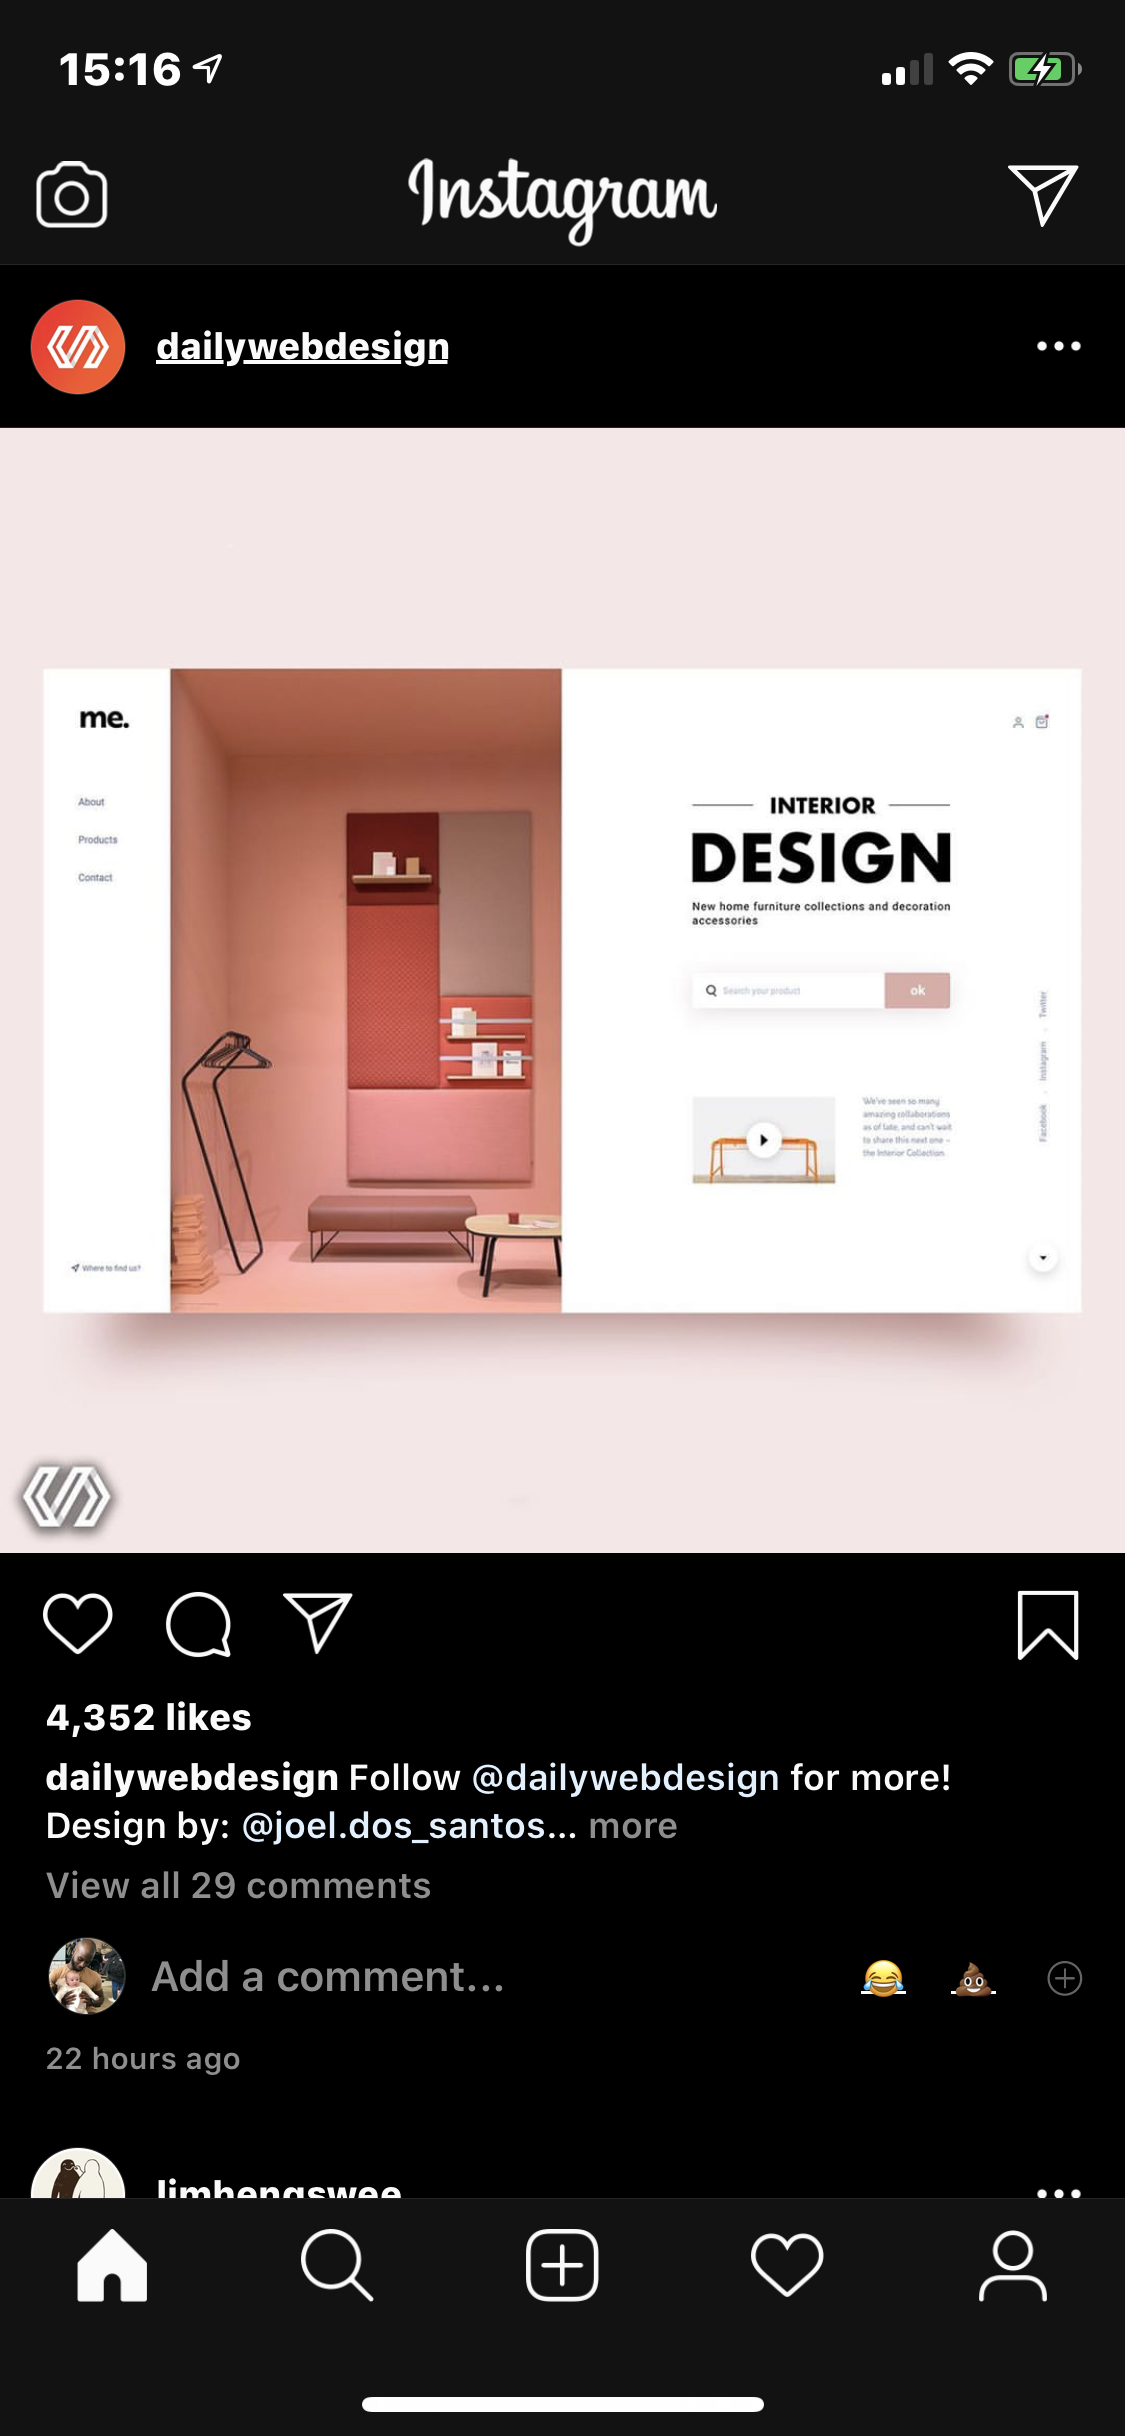 15:16
Instagram
dailywebdesign
me.
About
Products
Contact
Where to find us?
INTERIOR
DESIGN
New home furniture collections and decoration
accessories
Search your product
ok
We've seen so many
amazing collaborations
as of late, and can't wait
to share this next one –
the Interior Collection.
Facebook . Instagram . Twitter
4,352 likes
dailywebdesign Follow @dailywebdesign for more!
Design by: @joel.dos_santos... more
View all 29 comments
Add a comment...
22 hours ago
limhengswee